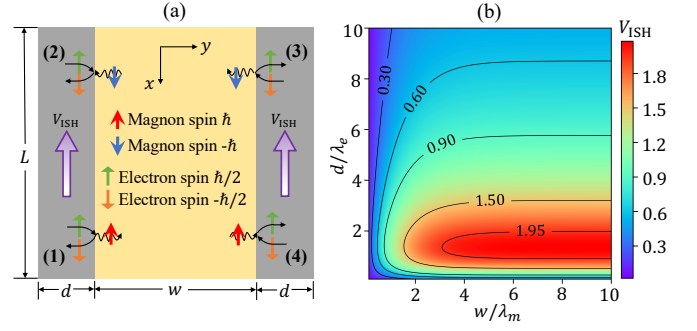 (a)
(2)
(3)
y
x
V_ISH
V_ISH
L
Magnon spin ℏ
Magnon spin -ℏ
Electron spin ℏ/2
Electron spin -ℏ/2
(1)
(4)
d
w
d
(b)
V_ISH
10
8
6
4
2
d/λ_e
0.30
0.60
0.90
1.50
1.95
2
4
6
8
10
w/λ_m
1.8
1.5
1.2
0.9
0.6
0.3